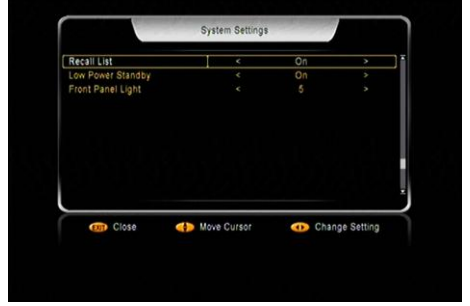 System Settings
Recall List < On >
Low Power Standby < On >
Front Panel Light < 5 >
EXIT Close Move Cursor Change Setting